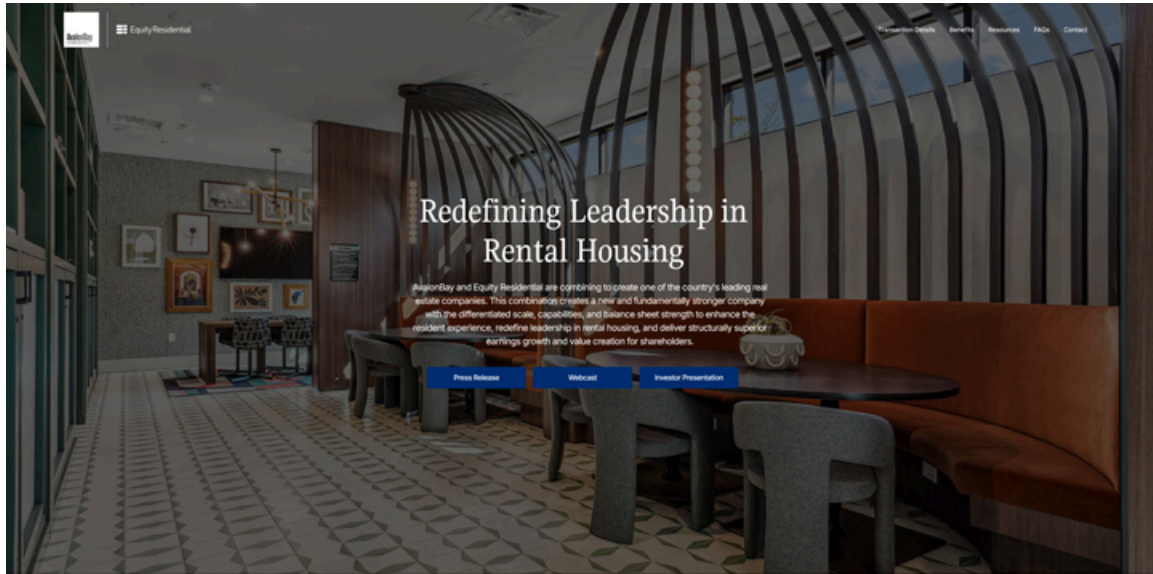 AvalonBay
Equity Residential
Transaction Details Benefits Resources FAQs Contact
Redefining Leadership in
Rental Housing
AvalonBay and Equity Residential are combining to create one of the country's leading real
estate companies. This combination creates a new and fundamentally stronger company
with the differentiated scale, capabilities, and balance sheet strength to enhance the
resident experience, redefine leadership in rental housing, and deliver structurally superior
earnings growth and value creation for shareholders.
Press Release Webcast Investor Presentation